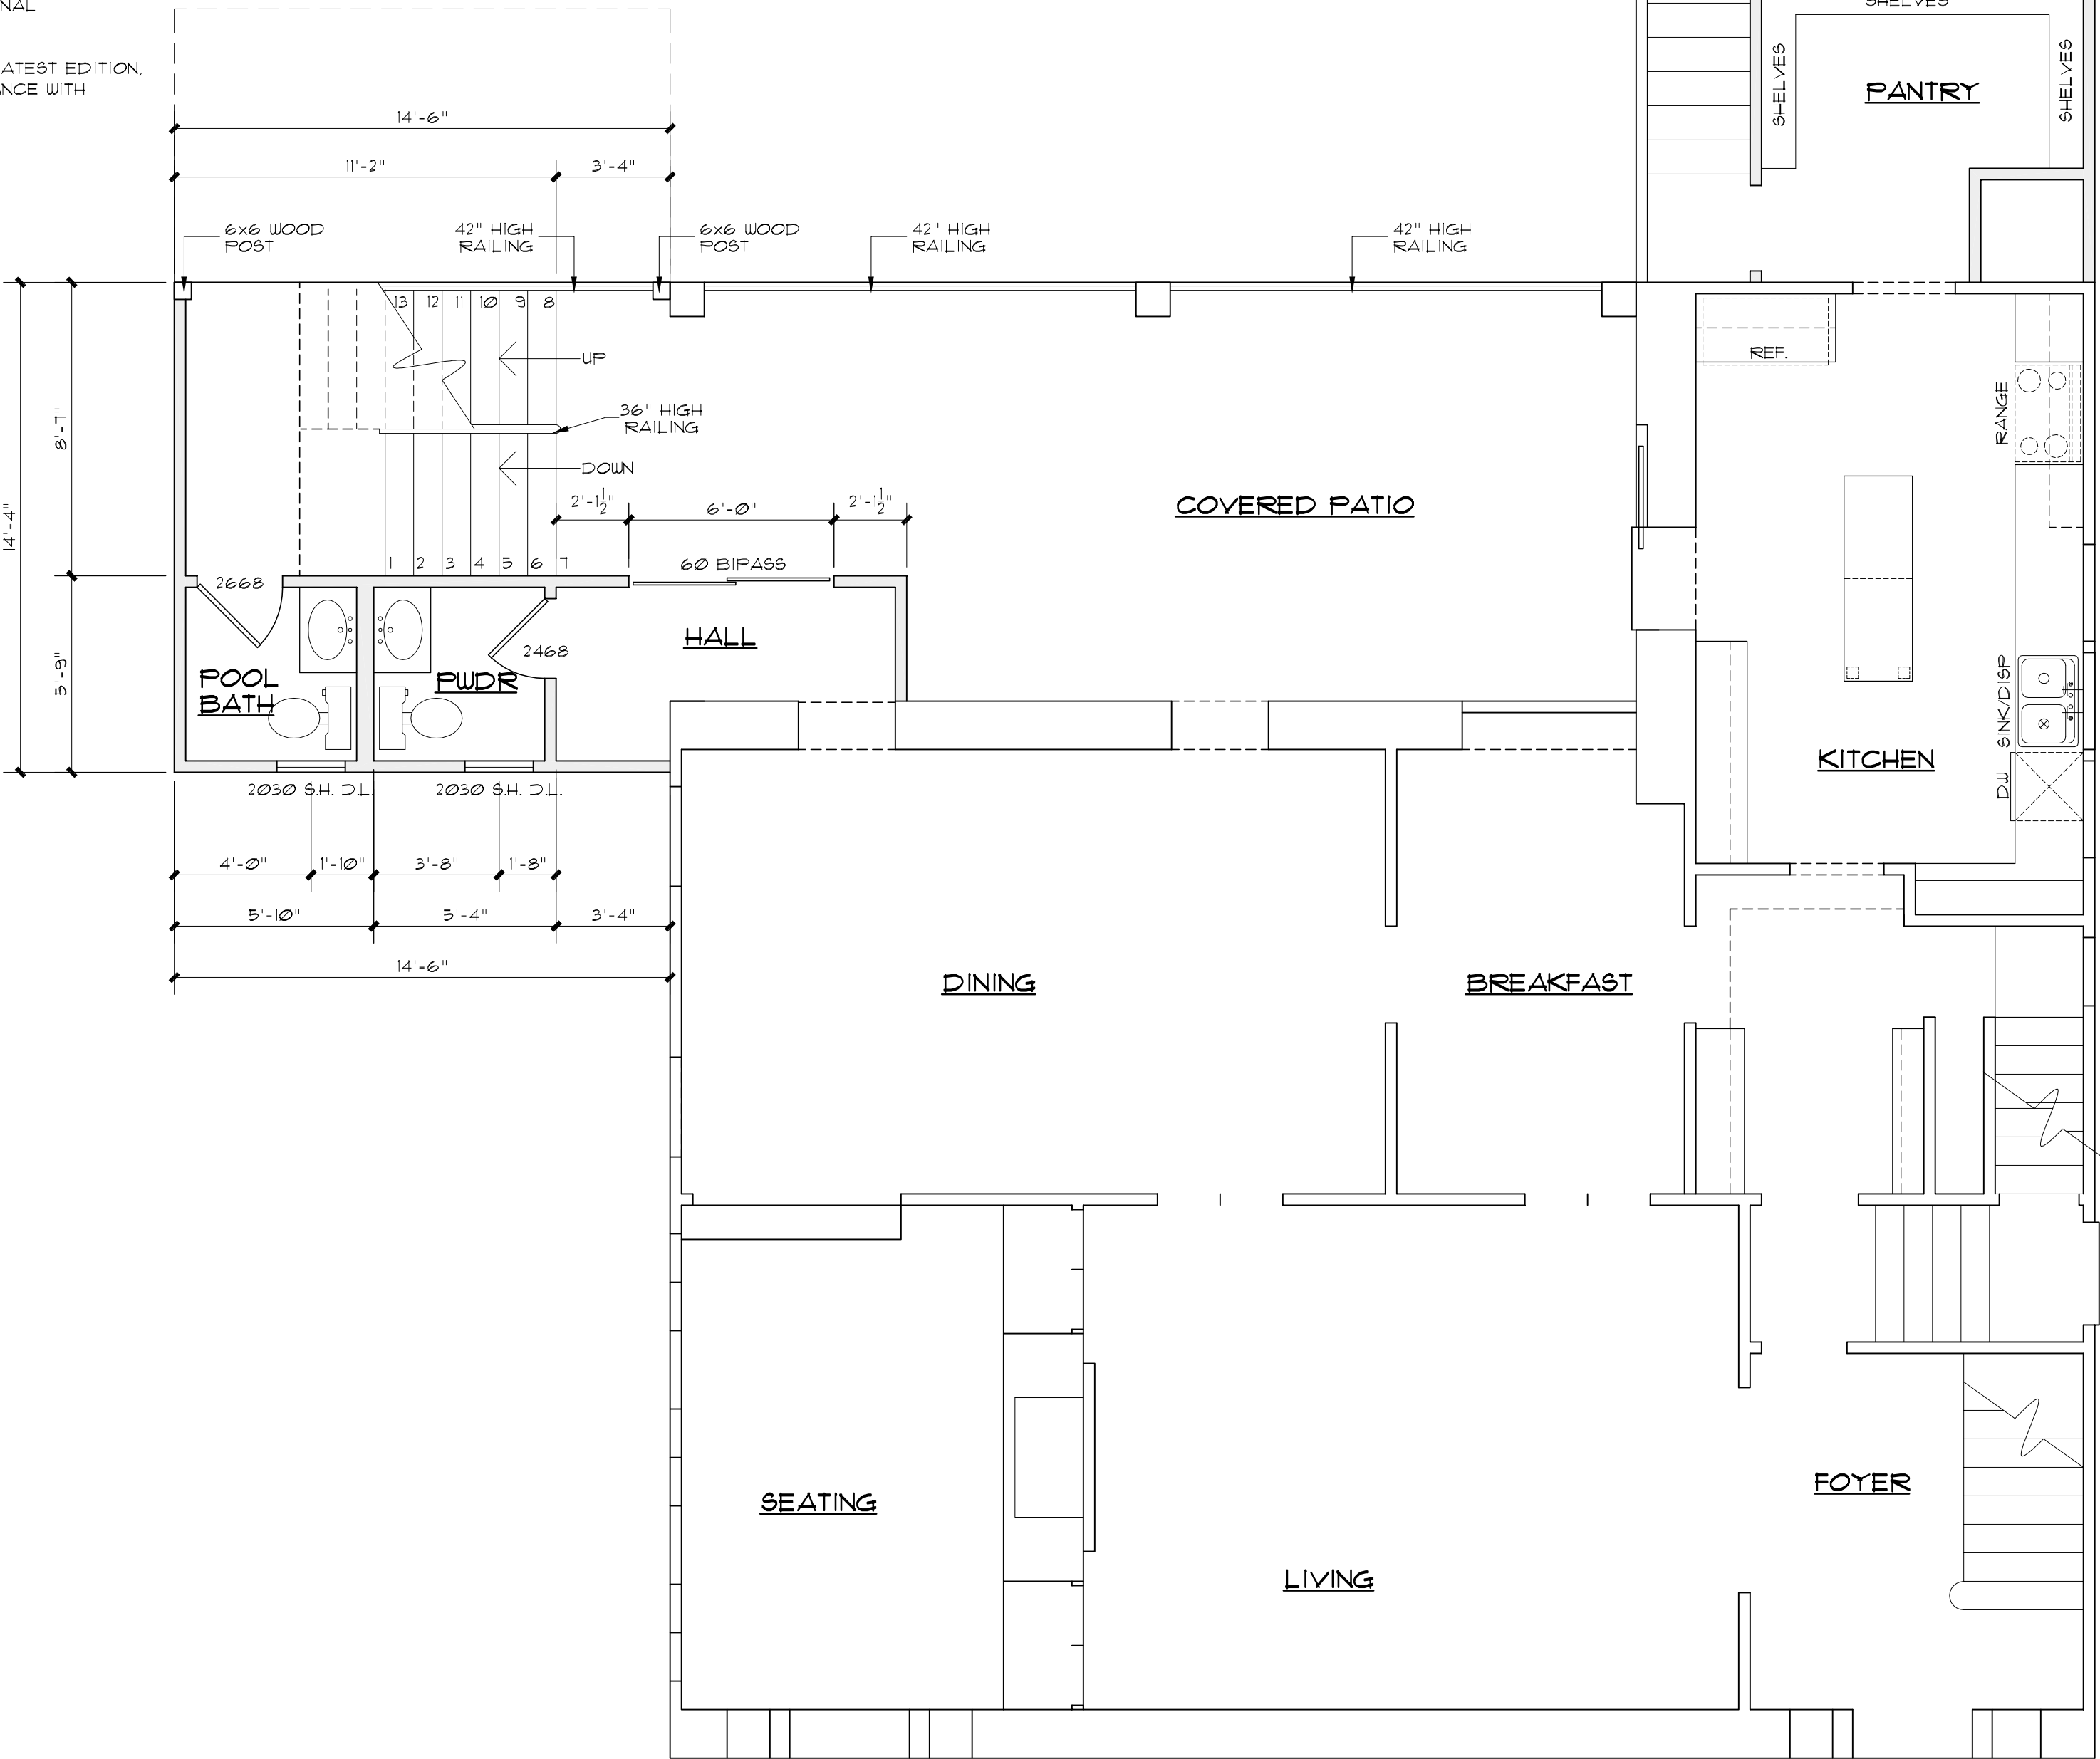 NAL
ATEST EDITION,
NCE WITH
SHELVES
SHELVES
SHELVES
PANTRY
14'-6"
11'-2"
3'-4"
6x6 WOOD
POST
42" HIGH
RAILING
6x6 WOOD
POST
42" HIGH
RAILING
42" HIGH
RAILING
13 12 11 10 9 8
UP
REF.
RANGE
36" HIGH
RAILING
8'-7"
DOWN
14'-4"
2'-1 1/2"
6'-0"
2'-1 1/2"
COVERED PATIO
1 2 3 4 5 6 7
60 BIPASS
2668
HALL
2468
POOL
BATH
PWDR
5'-9"
SINK/DISP
KITCHEN
DW
2030 S.H. D.L.
2030 S.H. D.L.
4'-0"
1'-10"
3'-8"
1'-8"
5'-10"
5'-4"
3'-4"
14'-6"
DINING
BREAKFAST
SEATING
FOYER
LIVING